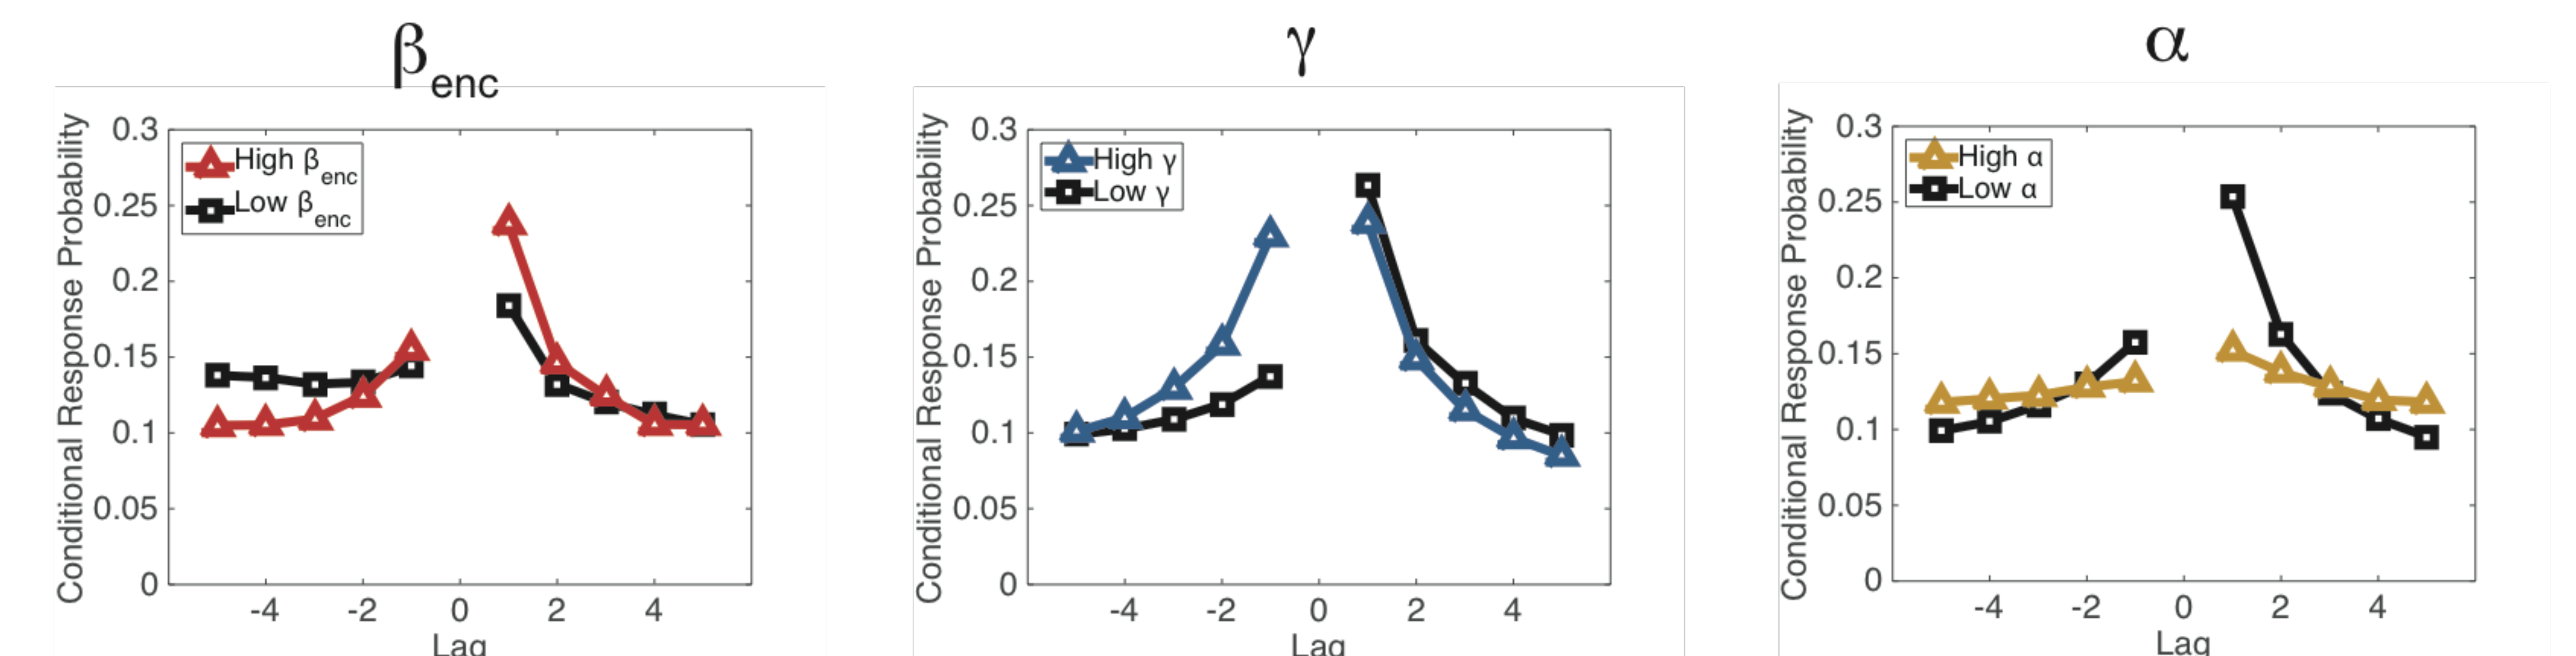 βenc
γ
α
Conditional Response Probability
0.3
0.25
0.2
0.15
0.1
0.05
0
High βenc
Low βenc
-4 -2 0 2 4
Lag
Conditional Response Probability
0.3
0.25
0.2
0.15
0.1
0.05
0
High γ
Low γ
-4 -2 0 2 4
Lag
Conditional Response Probability
0.3
0.25
0.2
0.15
0.1
0.05
0
High α
Low α
-4 -2 0 2 4
Lag